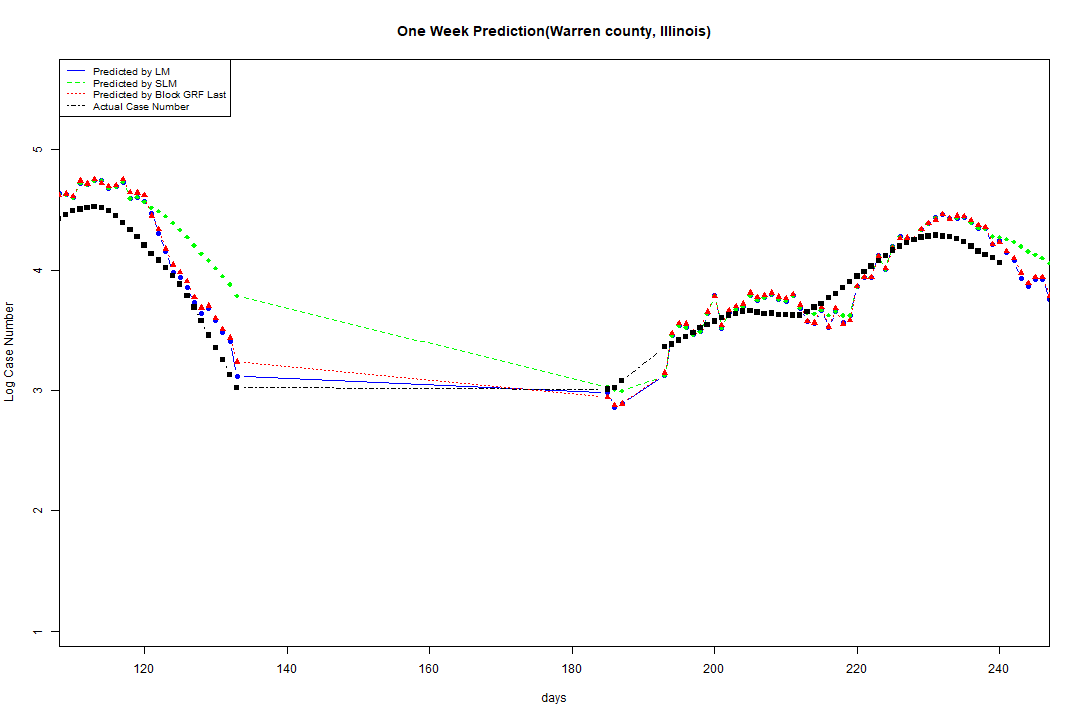 One Week Prediction(Warren county, Illinois)
Predicted by LM
Predicted by SLM
Predicted by Block GRF Last
Actual Case Number
5
4
3
2
1
Log Case Number
120 140 160 180 200 220 240
days